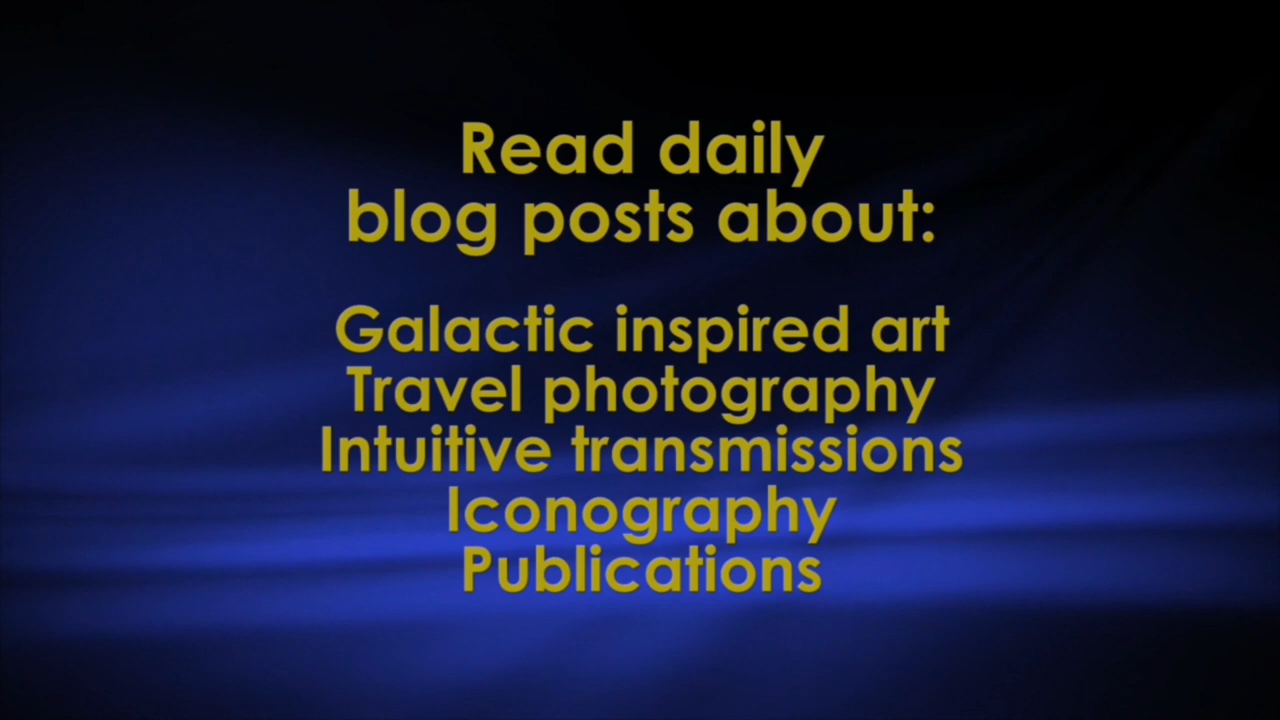 Read daily
blog posts about:
Galactic inspired art
Travel photography
Intuitive transmissions
Iconography
Publications